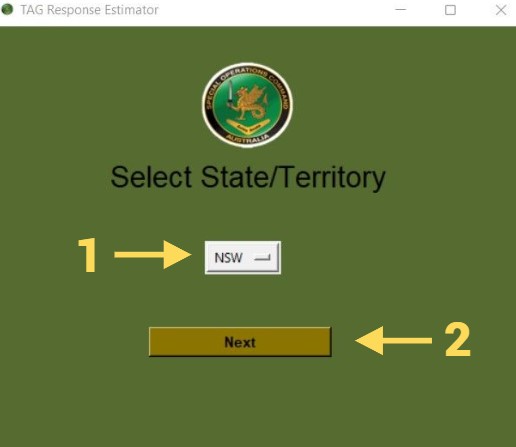 TAG Response Estimator
SPECIAL OPERATIONS COMMAND
AUSTRALIA
Select State/Territory
1
NSW
Next
2